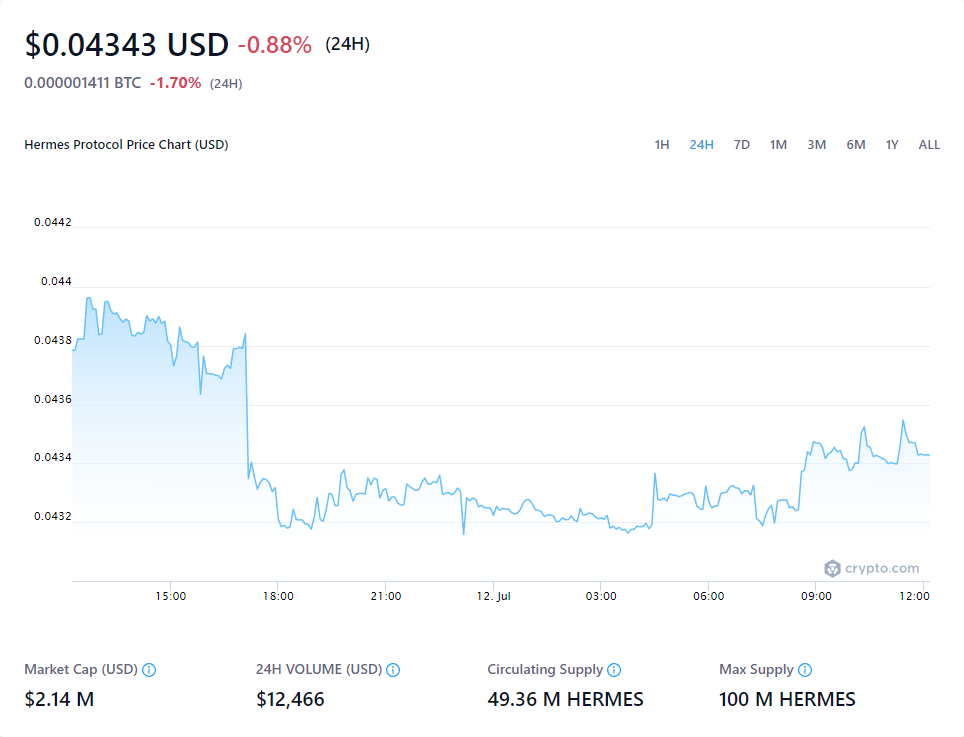 $0.04343 USD -0.88% (24H)
0.000001411 BTC -1.70% (24H)
Hermes Protocol Price Chart (USD) 1H 24H 7D 1M 3M 6M 1Y ALL
0.0442
0.044
0.0438
0.0436
0.0434
0.0432
crypto.com
15:00 18:00 21:00 12. Jul 03:00 06:00 09:00 12:00
Market Cap (USD) 24H VOLUME (USD) Circulating Supply Max Supply
$2.14 M $12,466 49.36 M HERMES 100 M HERMES